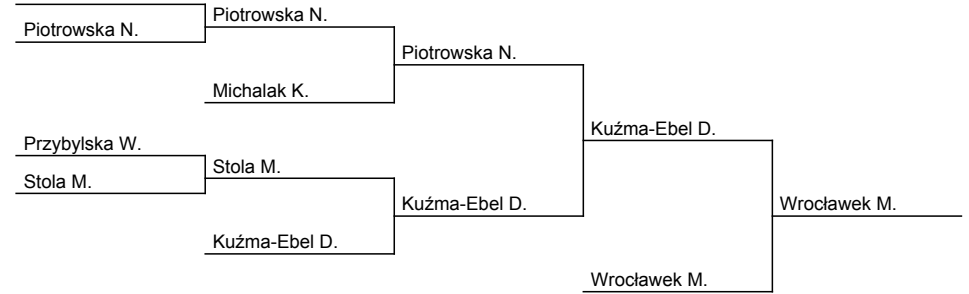 Piotrowska N.
Piotrowska N.
Piotrowska N.
Michalak K.
Kuźma-Ebel D.
Przybylska W.
Stola M.
Stola M.
Kuźma-Ebel D.
Wrocławek M.
Kuźma-Ebel D.
Wrocławek M.